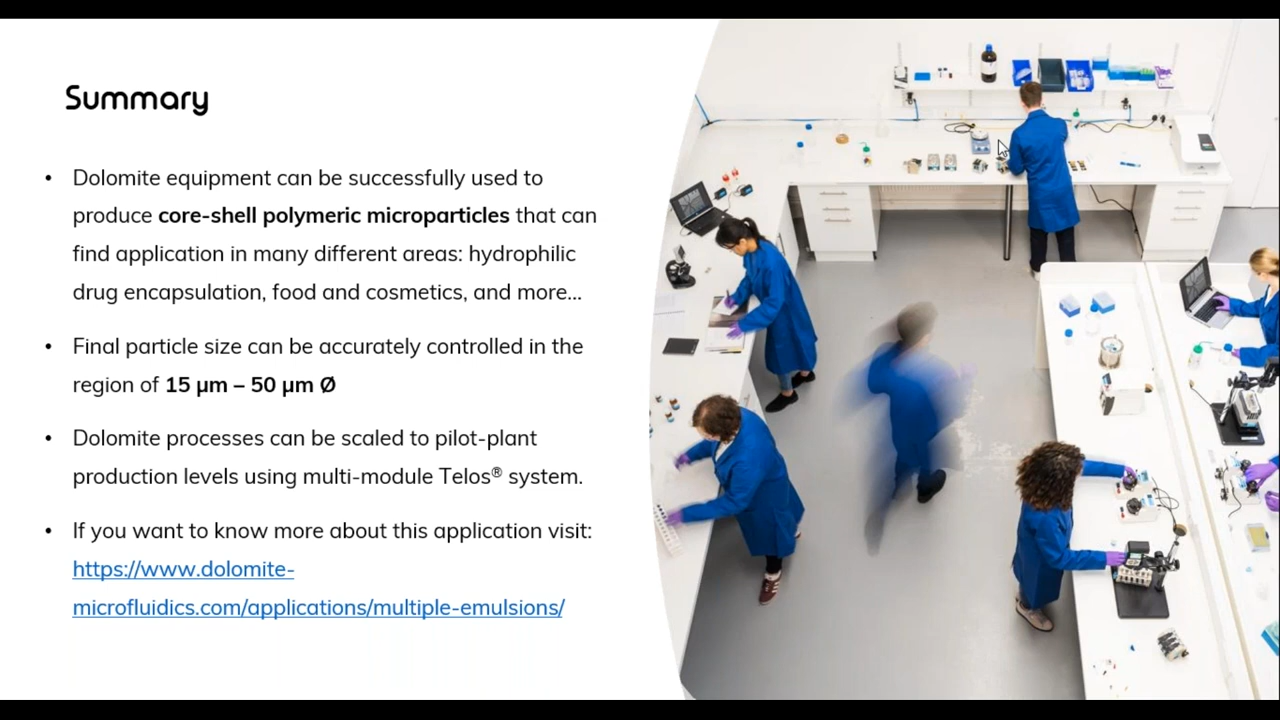 Summary
• Dolomite equipment can be successfully used to
produce core-shell polymeric microparticles that can
find application in many different areas: hydrophilic
drug encapsulation, food and cosmetics, and more...
• Final particle size can be accurately controlled in the
region of 15 µm – 50 µm Ø
• Dolomite processes can be scaled to pilot-plant
production levels using multi-module Telos® system.
• If you want to know more about this application visit:
https://www.dolomite-
microfluidics.com/applications/multiple-emulsions/